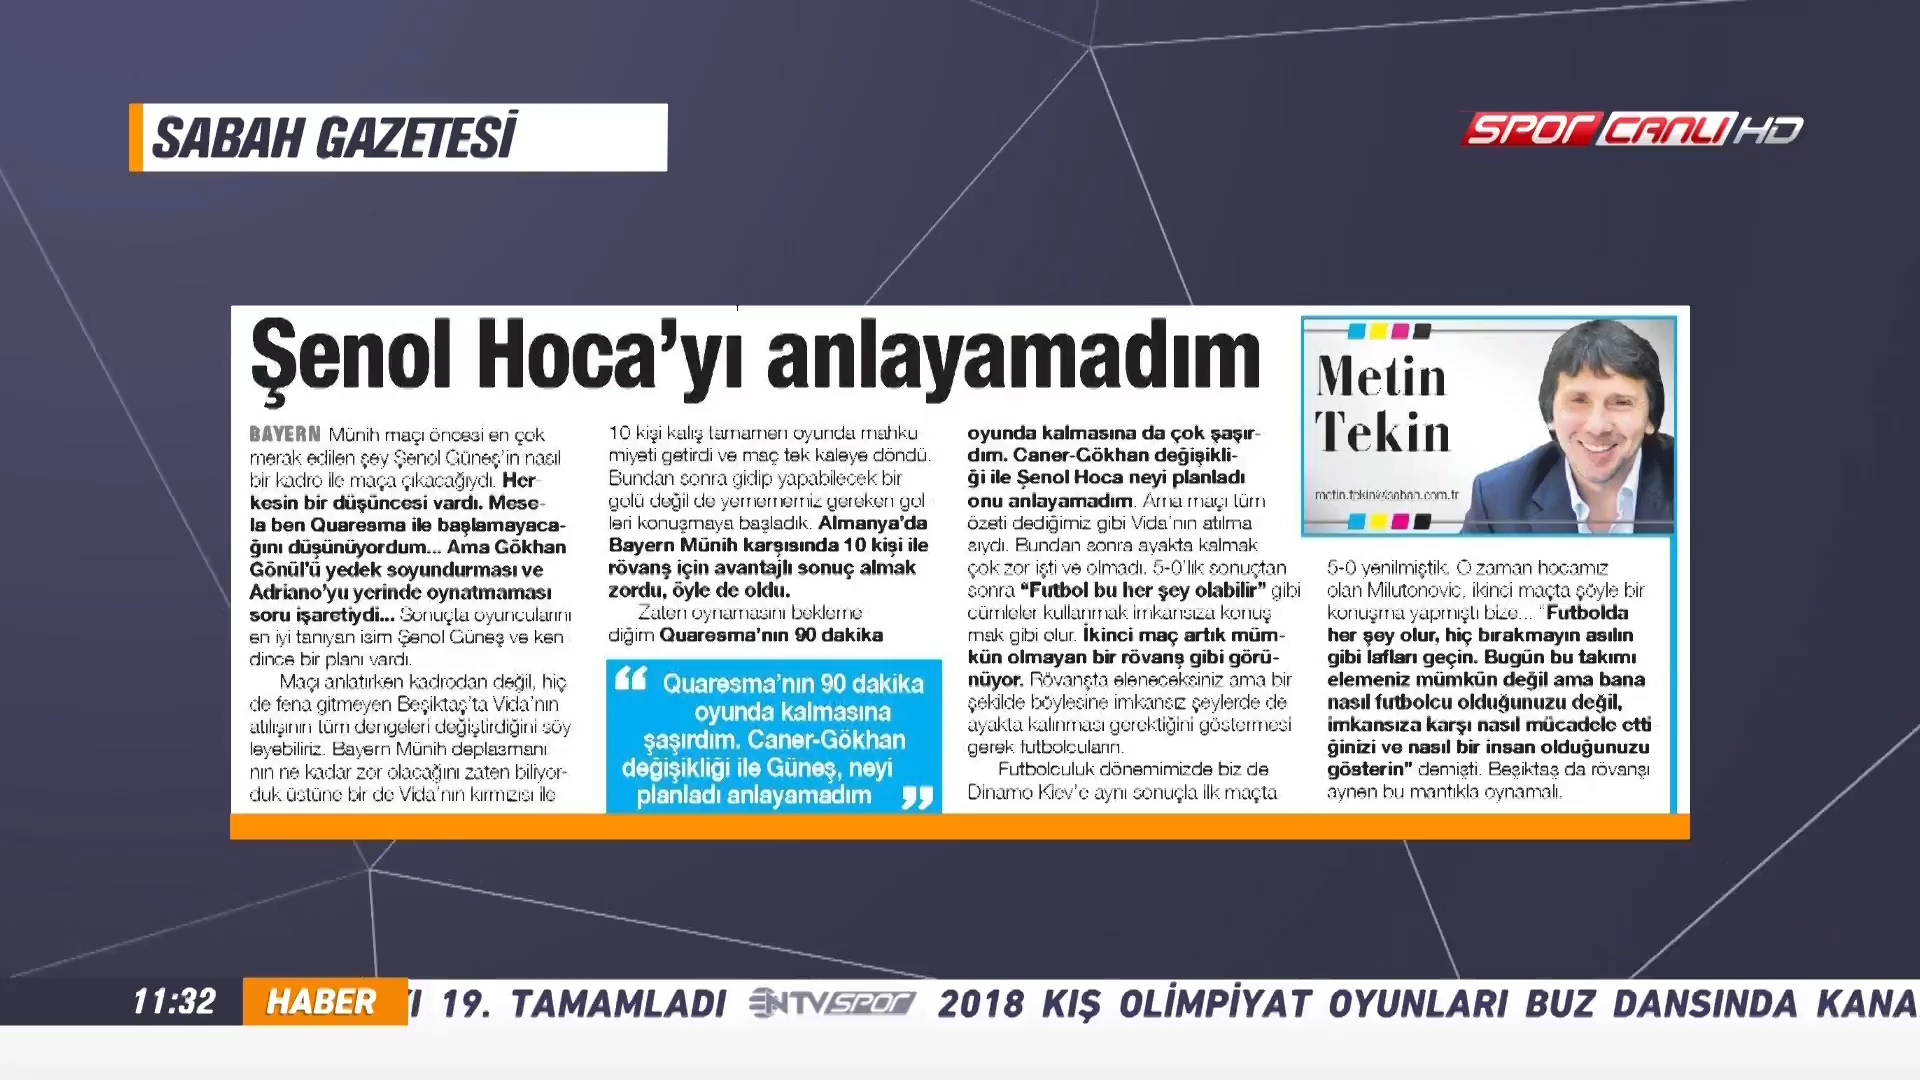 SABAH GAZETESİ
SPOR CANLI HD
Şenol Hoca’yı anlayamadım
Metin
Tekin
metin.tekin@sabah.com.tr
BAYERN Münih maçı öncesi en çok
merak edilen şey Şenol Güneş’in nasıl
bir kadro ile maça çıkacağıydı. Her
kesin bir düşüncesi vardı. Mese-
la ben Quaresma ile başlamayaca-
ğını düşünüyordum... Ama Gökhan
Gönül’ü yedek soyundurması ve
Adriano’yu yerinde oynatmaması
soru işaretiydi... Sonuçta oyuncularını
en iyi tanıyan isim Şenol Güneş ve ken
dince bir planı vardı.
Maçı anlatırken kadrodan değil, hiç
de fena gitmeyen Beşiktaş’ta Vida’nın
atılışının tüm dengeleri değiştirdiğini söy
leyebiliriz. Bayern Münih deplasmanı
nın ne kadar zor olacağını zaten biliyor-
duk üstüne bir de Vida’nın kırmızısı ile
10 kişi kalış tamamen oyunda mahku
miyeti getirdi ve maç tek kaleye döndü.
Bundan sonra gidip yapabilecek bir
golü değil de yemememiz gereken gol
leri konuşmaya başladık. Almanya’da
Bayern Münih karşısında 10 kişi ile
rövanş için avantajlı sonuç almak
zordu, öyle de oldu.
Zaten oynamasını bekleme
diğim Quaresma’nın 90 dakika
“ Quaresma’nın 90 dakika
oyunda kalmasına
şaşırdım. Caner-Gökhan
değişikliği ile Güneş, neyi
planladı anlayamadım ”
oyunda kalmasına da çok şaşır-
dım. Caner-Gökhan değişikli-
ği ile Şenol Hoca neyi planladı
onu anlayamadım. Ama maçı tüm
özeti dediğimiz gibi Vida’nın atılma
sıydı. Bundan sonra ayakta kalmak
çok zor işti ve olmadı. 5-0’lık sonuçtan
sonra “Futbol bu her şey olabilir” gibi
cümleler kullanmak imkansıza konuş
mak gibi olur. İkinci maç artık müm-
kün olmayan bir rövanş gibi görü-
nüyor. Rövanşta eleneceksiniz ama bir
şekilde böylesine imkansız şeylerde de
ayakta kalınması gerektiğini göstermesi
gerek futbolcuların.
Futbolculuk dönemimizde biz de
Dinamo Kiev’e aynı sonuçla ilk maçta
5-0 yenilmiştik. O zaman hocamız
olan Milutonovic, ikinci maçta şöyle bir
konuşma yapmıştı bize... “Futbolda
her şey olur, hiç bırakmayın asılın
gibi lafları geçin. Bugün bu takımı
elemeniz mümkün değil ama bana
nasıl futbolcu olduğunuzu değil,
imkansıza karşı nasıl mücadele etti
ğinizi ve nasıl bir insan olduğunuzu
gösterin” demişti. Beşiktaş da rövanşı
aynen bu mantıkla oynamalı.
11:32 HABER I 19. TAMAMLADI NTVSPOR 2018 KIŞ OLİMPİYAT OYUNLARI BUZ DANSINDA KANA